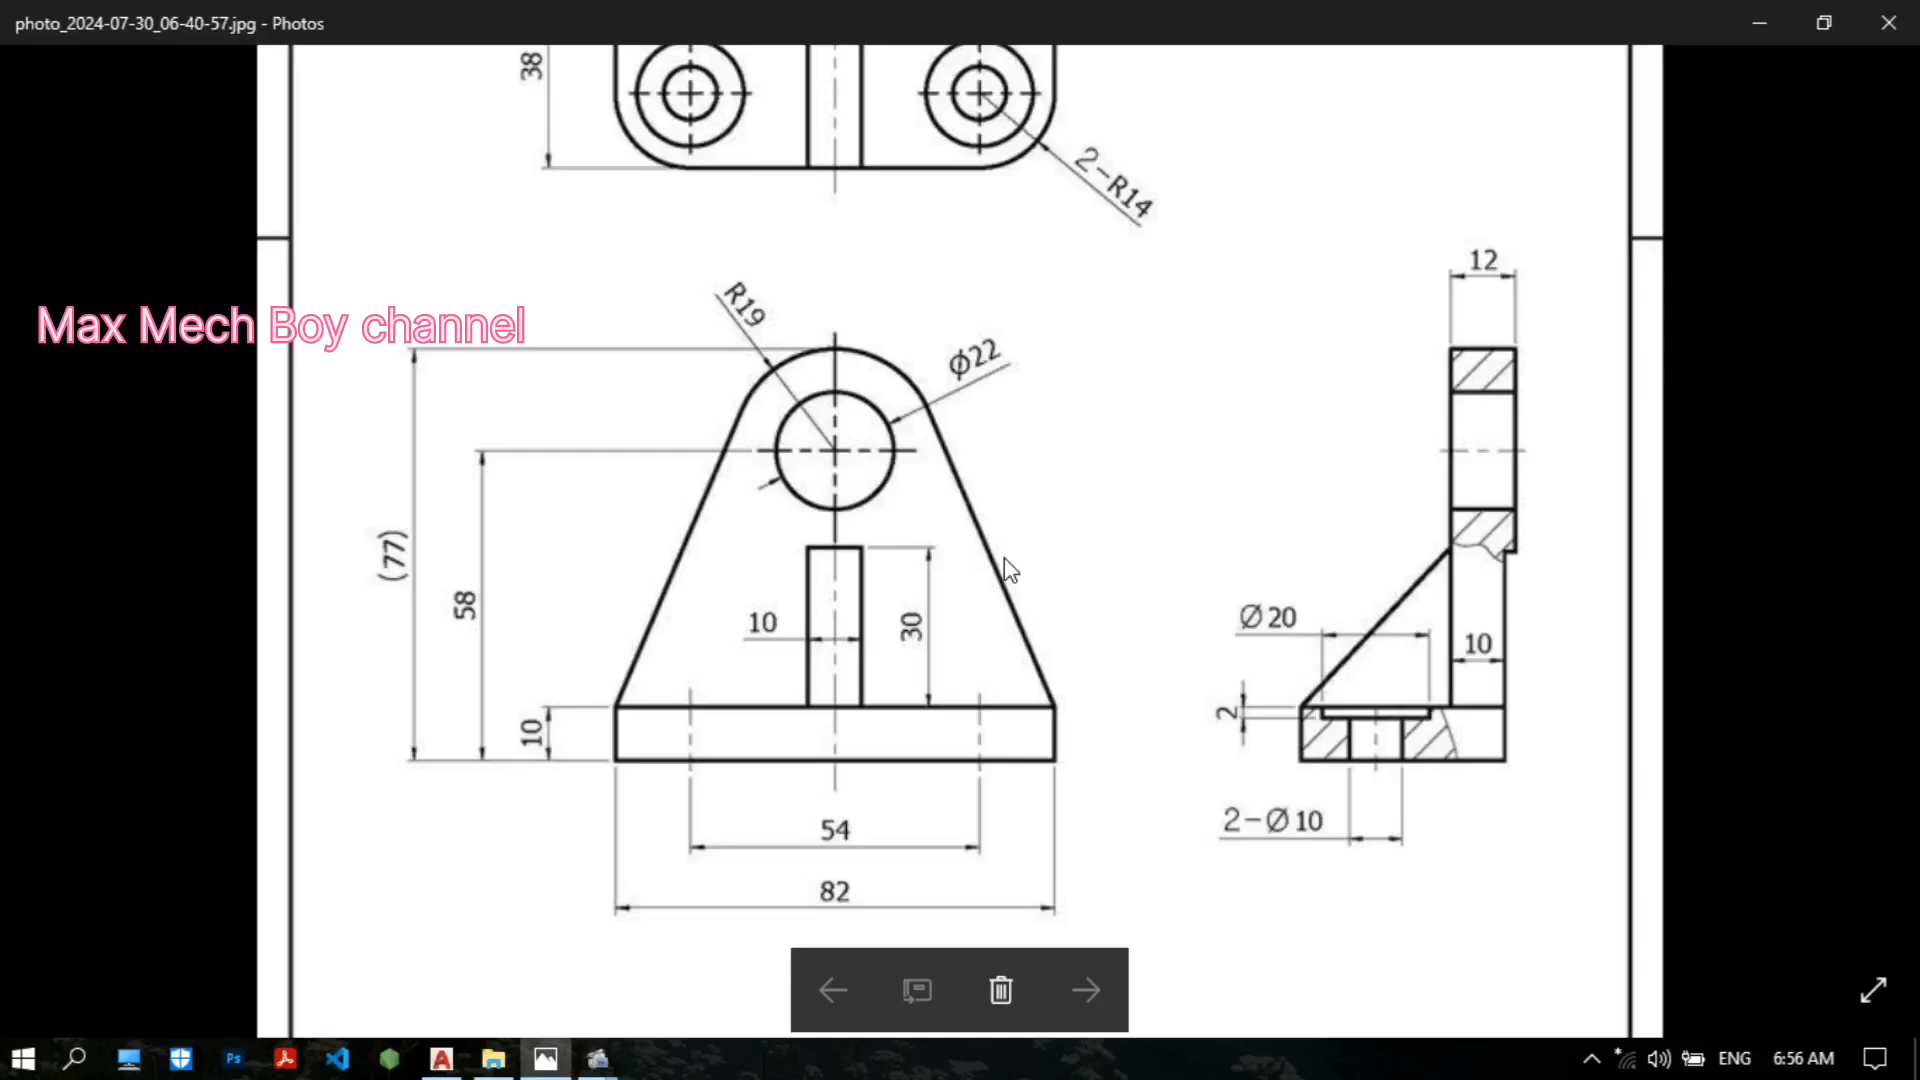 photo_2024-07-30_06-40-57.jpg - Photos
38
2-R14
12
R19
Max Mech Boy channel
Φ22
(77)
58
10
30
Ø20
10
10
2
2-Ø10
54
82
Ps
ENG
6:56 AM